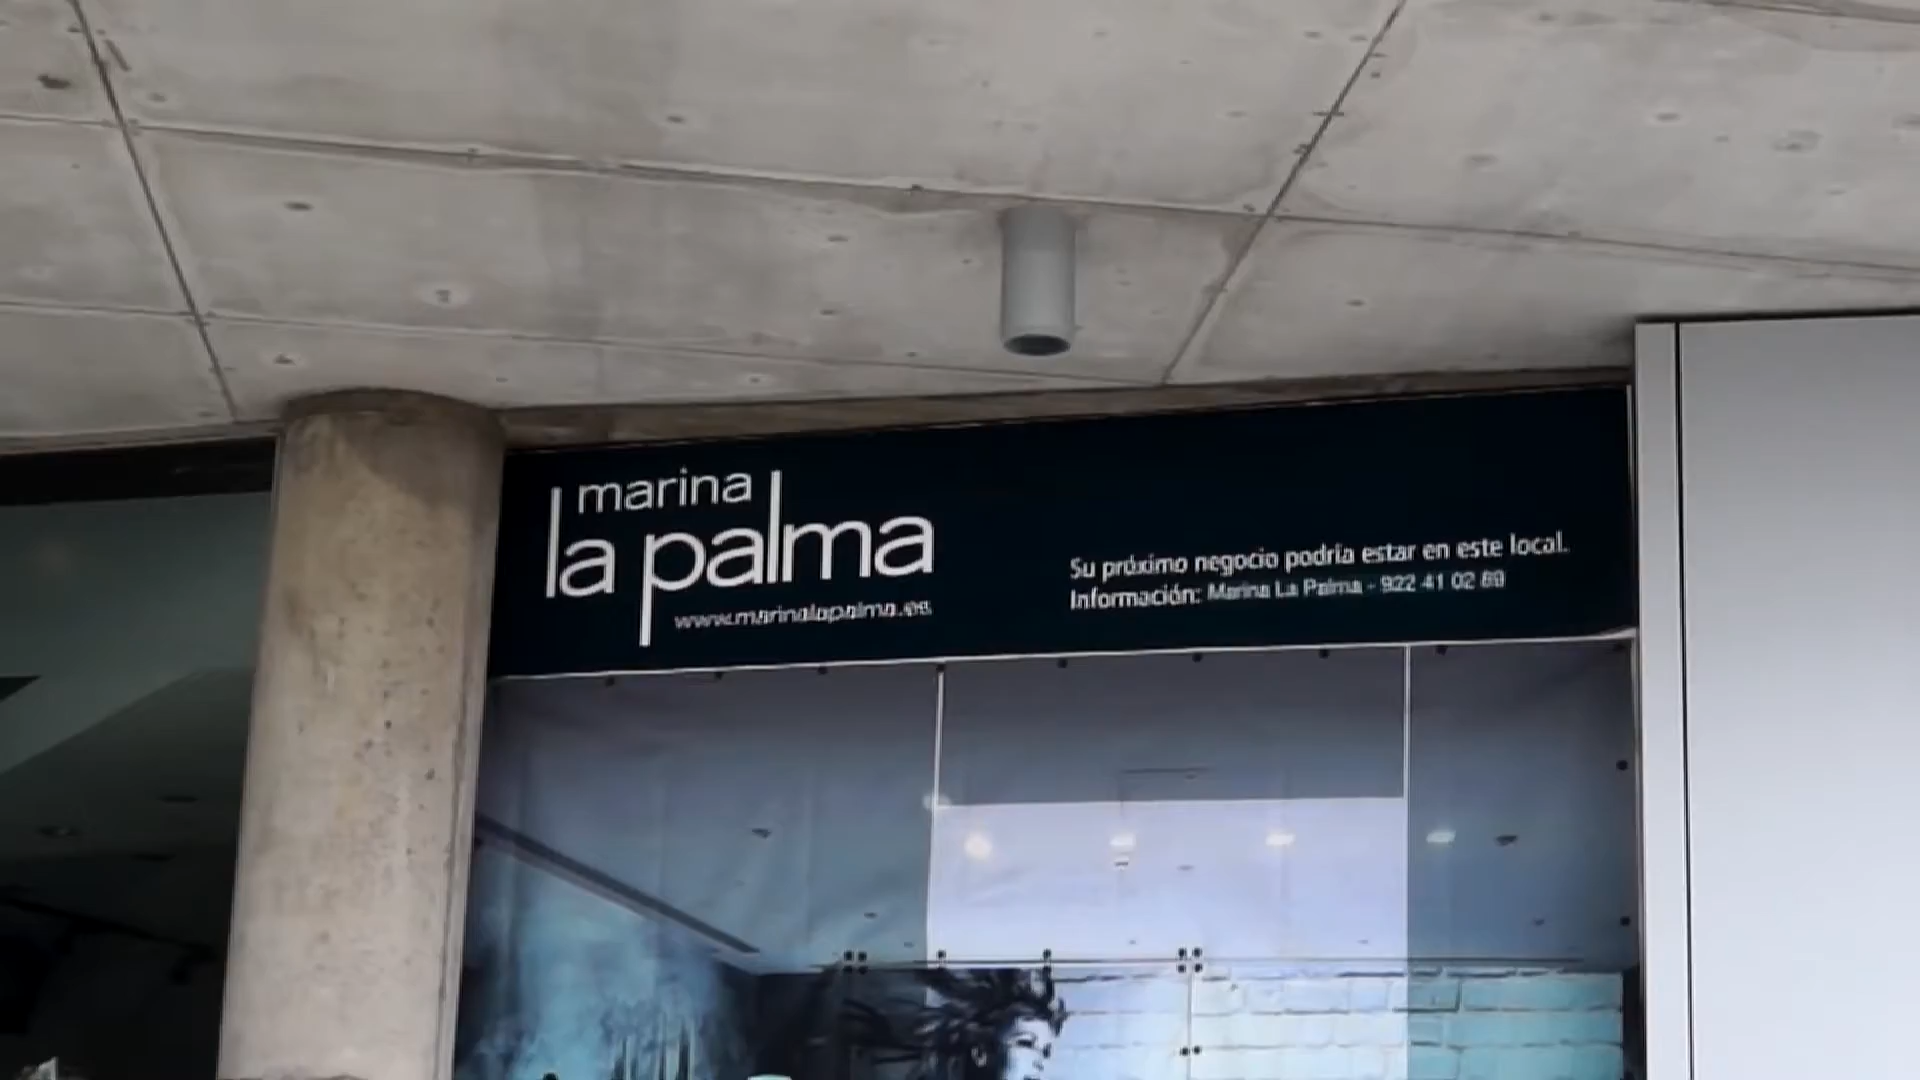 marina
la palma
www.marinalapalma.es
Su próximo negocio podría estar en este local.
Información: Marina La Palma - 922 41 02 89